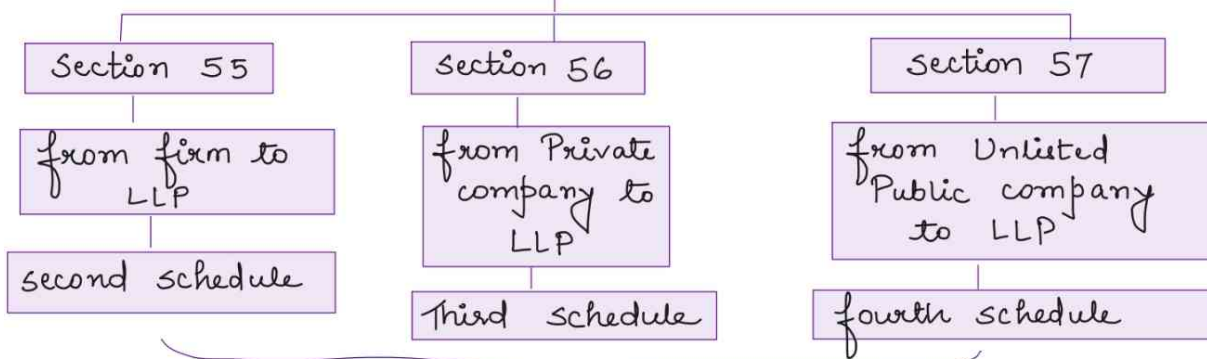 Section 55
Section 56
Section 57
from firm to
LLP
from Private
company to
LLP
from Unlisted
Public company
to LLP
second schedule
Third schedule
fourth schedule